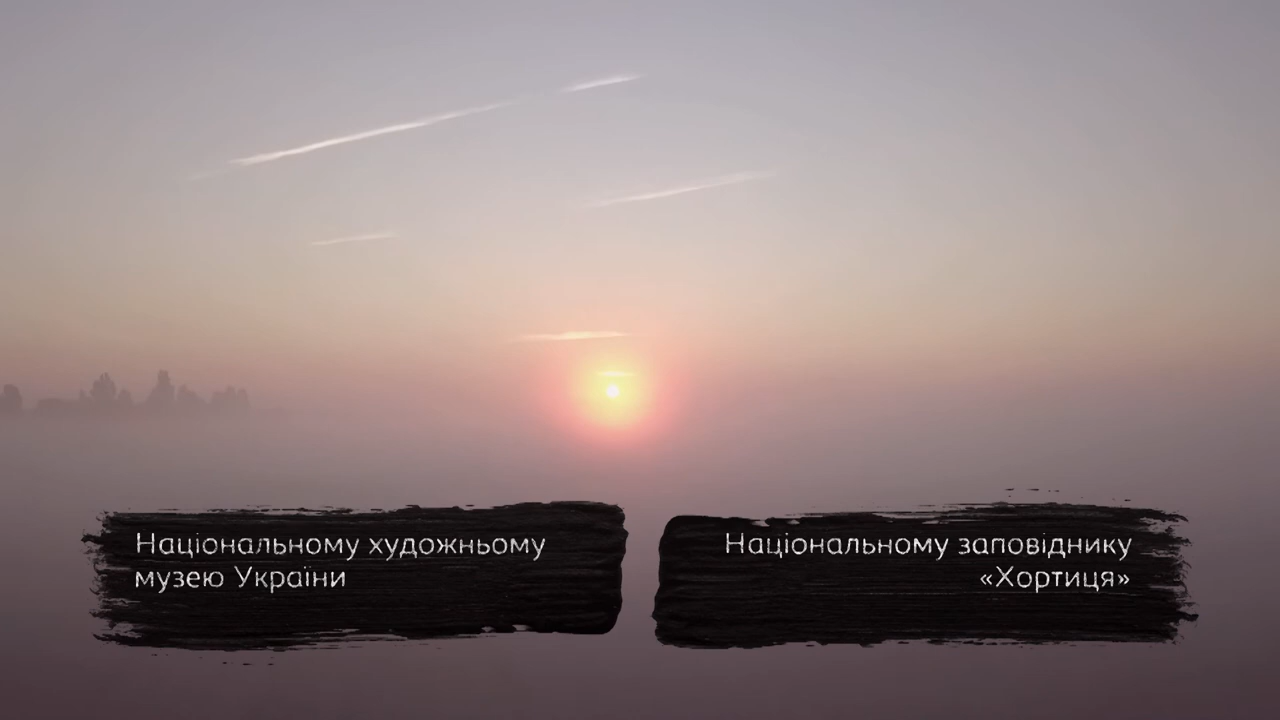 Національному художньому
музею України
Національному заповіднику
«Хортиця»